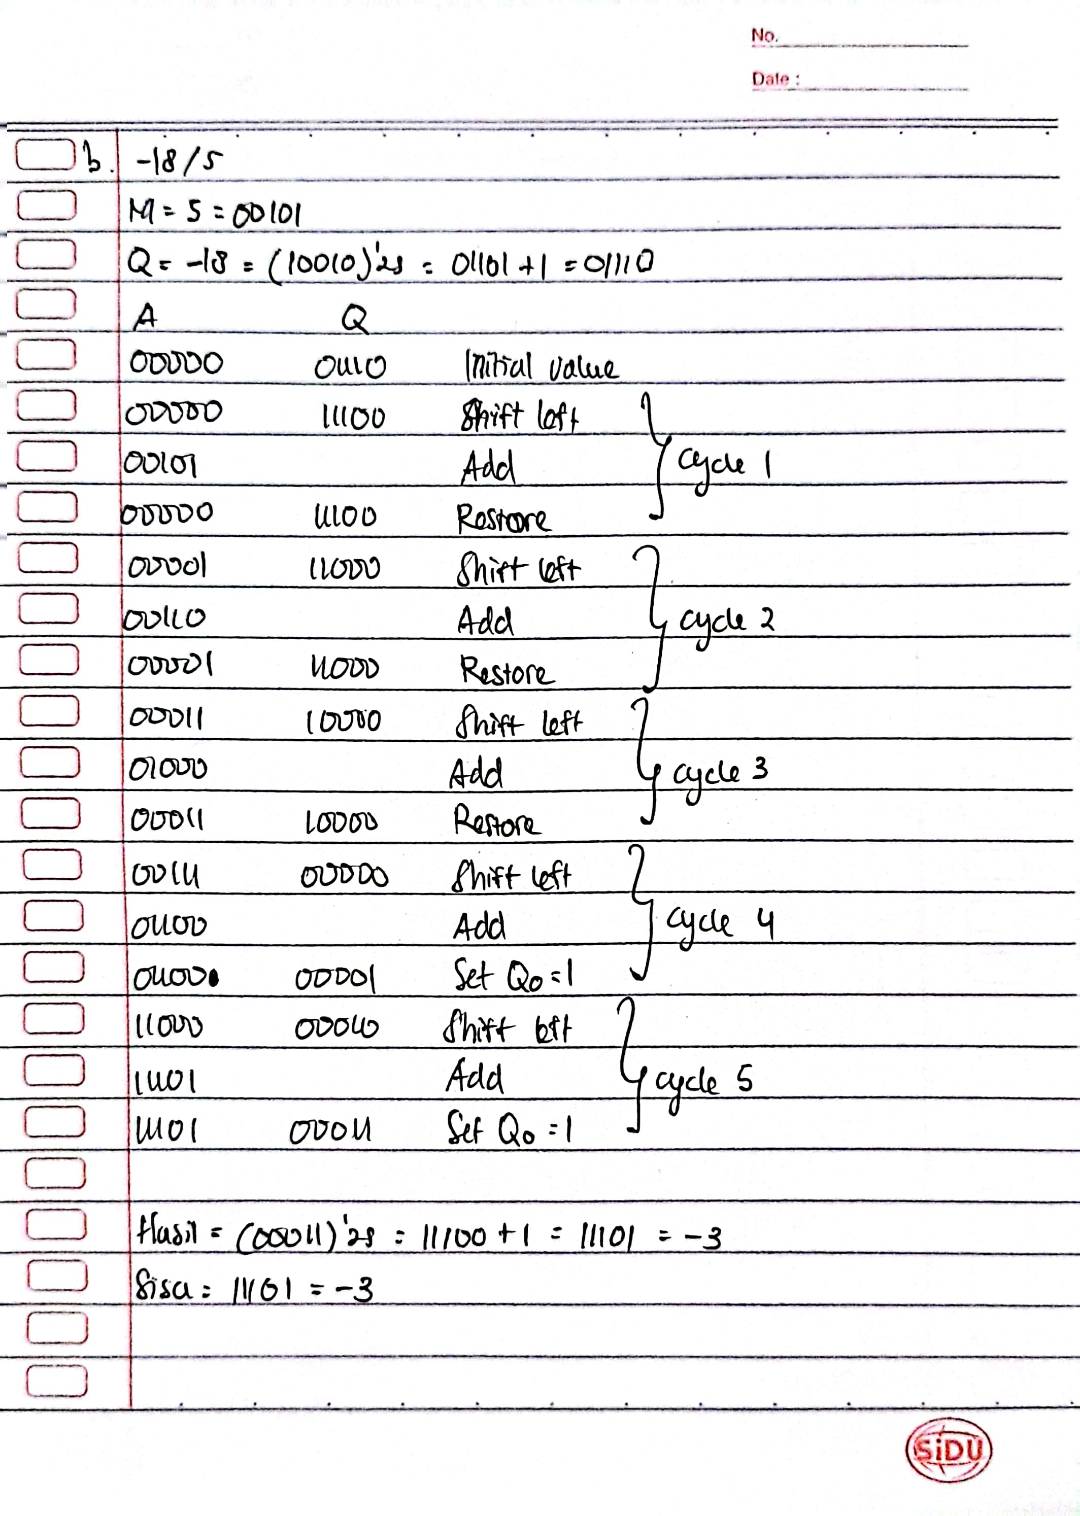 No.
Date :
b. -18/5
M = 5 = 00101
Q = -18 = (10010)'2s = 01101 + 1 = 01110
A Q
00000 01110 Initial value
00000 11100 Shift left
00101 Add Cycle 1
00000 11100 Restore
00001 11000 Shift left
00110 Add cycle 2
00001 11000 Restore
00011 10000 Shift left
01000 Add cycle 3
00011 10000 Restore
00111 00000 Shift left
01100 Add cycle 4
01100 00001 Set Q0 = 1
11000 00010 Shift left
11101 Add cycle 5
11101 00011 Set Q0 = 1
Hasil = (00011)'2s = 11100 + 1 = 11101 = -3
Sisa = 11101 = -3
SiDU